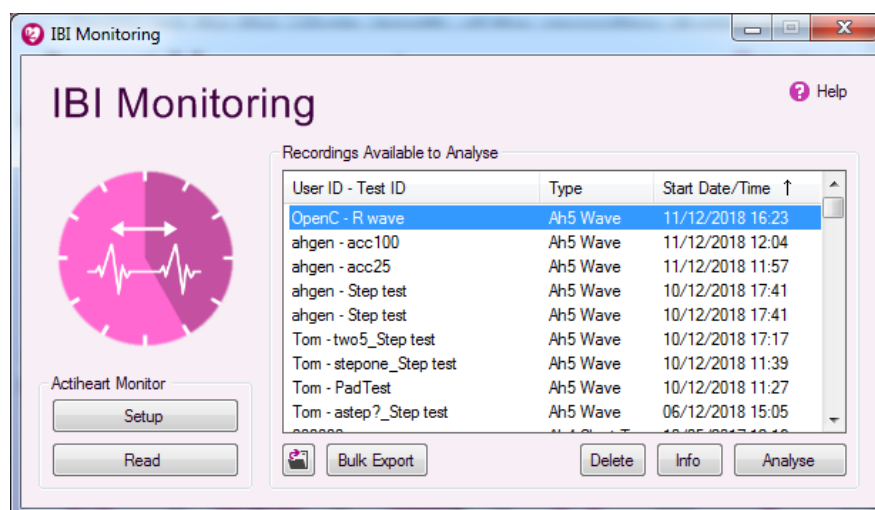 IBI Monitoring
IBI Monitoring
Help
Recordings Available to Analyse
User ID - Test ID Type Start Date/Time ↑
OpenC - R wave Ah5 Wave 11/12/2018 16:23
ahgen - acc100 Ah5 Wave 11/12/2018 12:04
ahgen - acc25 Ah5 Wave 11/12/2018 11:57
ahgen - Step test Ah5 Wave 10/12/2018 17:41
ahgen - Step test Ah5 Wave 10/12/2018 17:41
Tom - two5_Step test Ah5 Wave 10/12/2018 17:17
Tom - stepone_Step test Ah5 Wave 10/12/2018 11:39
Tom - PadTest Ah5 Wave 10/12/2018 11:27
Tom - astep?_Step test Ah5 Wave 06/12/2018 15:05
Actiheart Monitor
Setup
Read
Bulk Export Delete Info Analyse